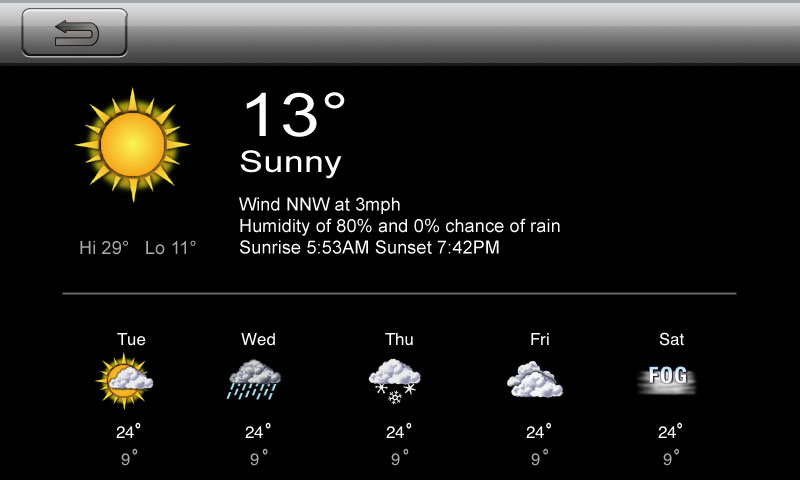 13°
Sunny
Wind NNW at 3mph
Humidity of 80% and 0% chance of rain
Hi 29° Lo 11°
Sunrise 5:53AM Sunset 7:42PM
Tue Wed Thu Fri Sat
FOG
24° 24° 24° 24° 24°
9° 9° 9° 9° 9°